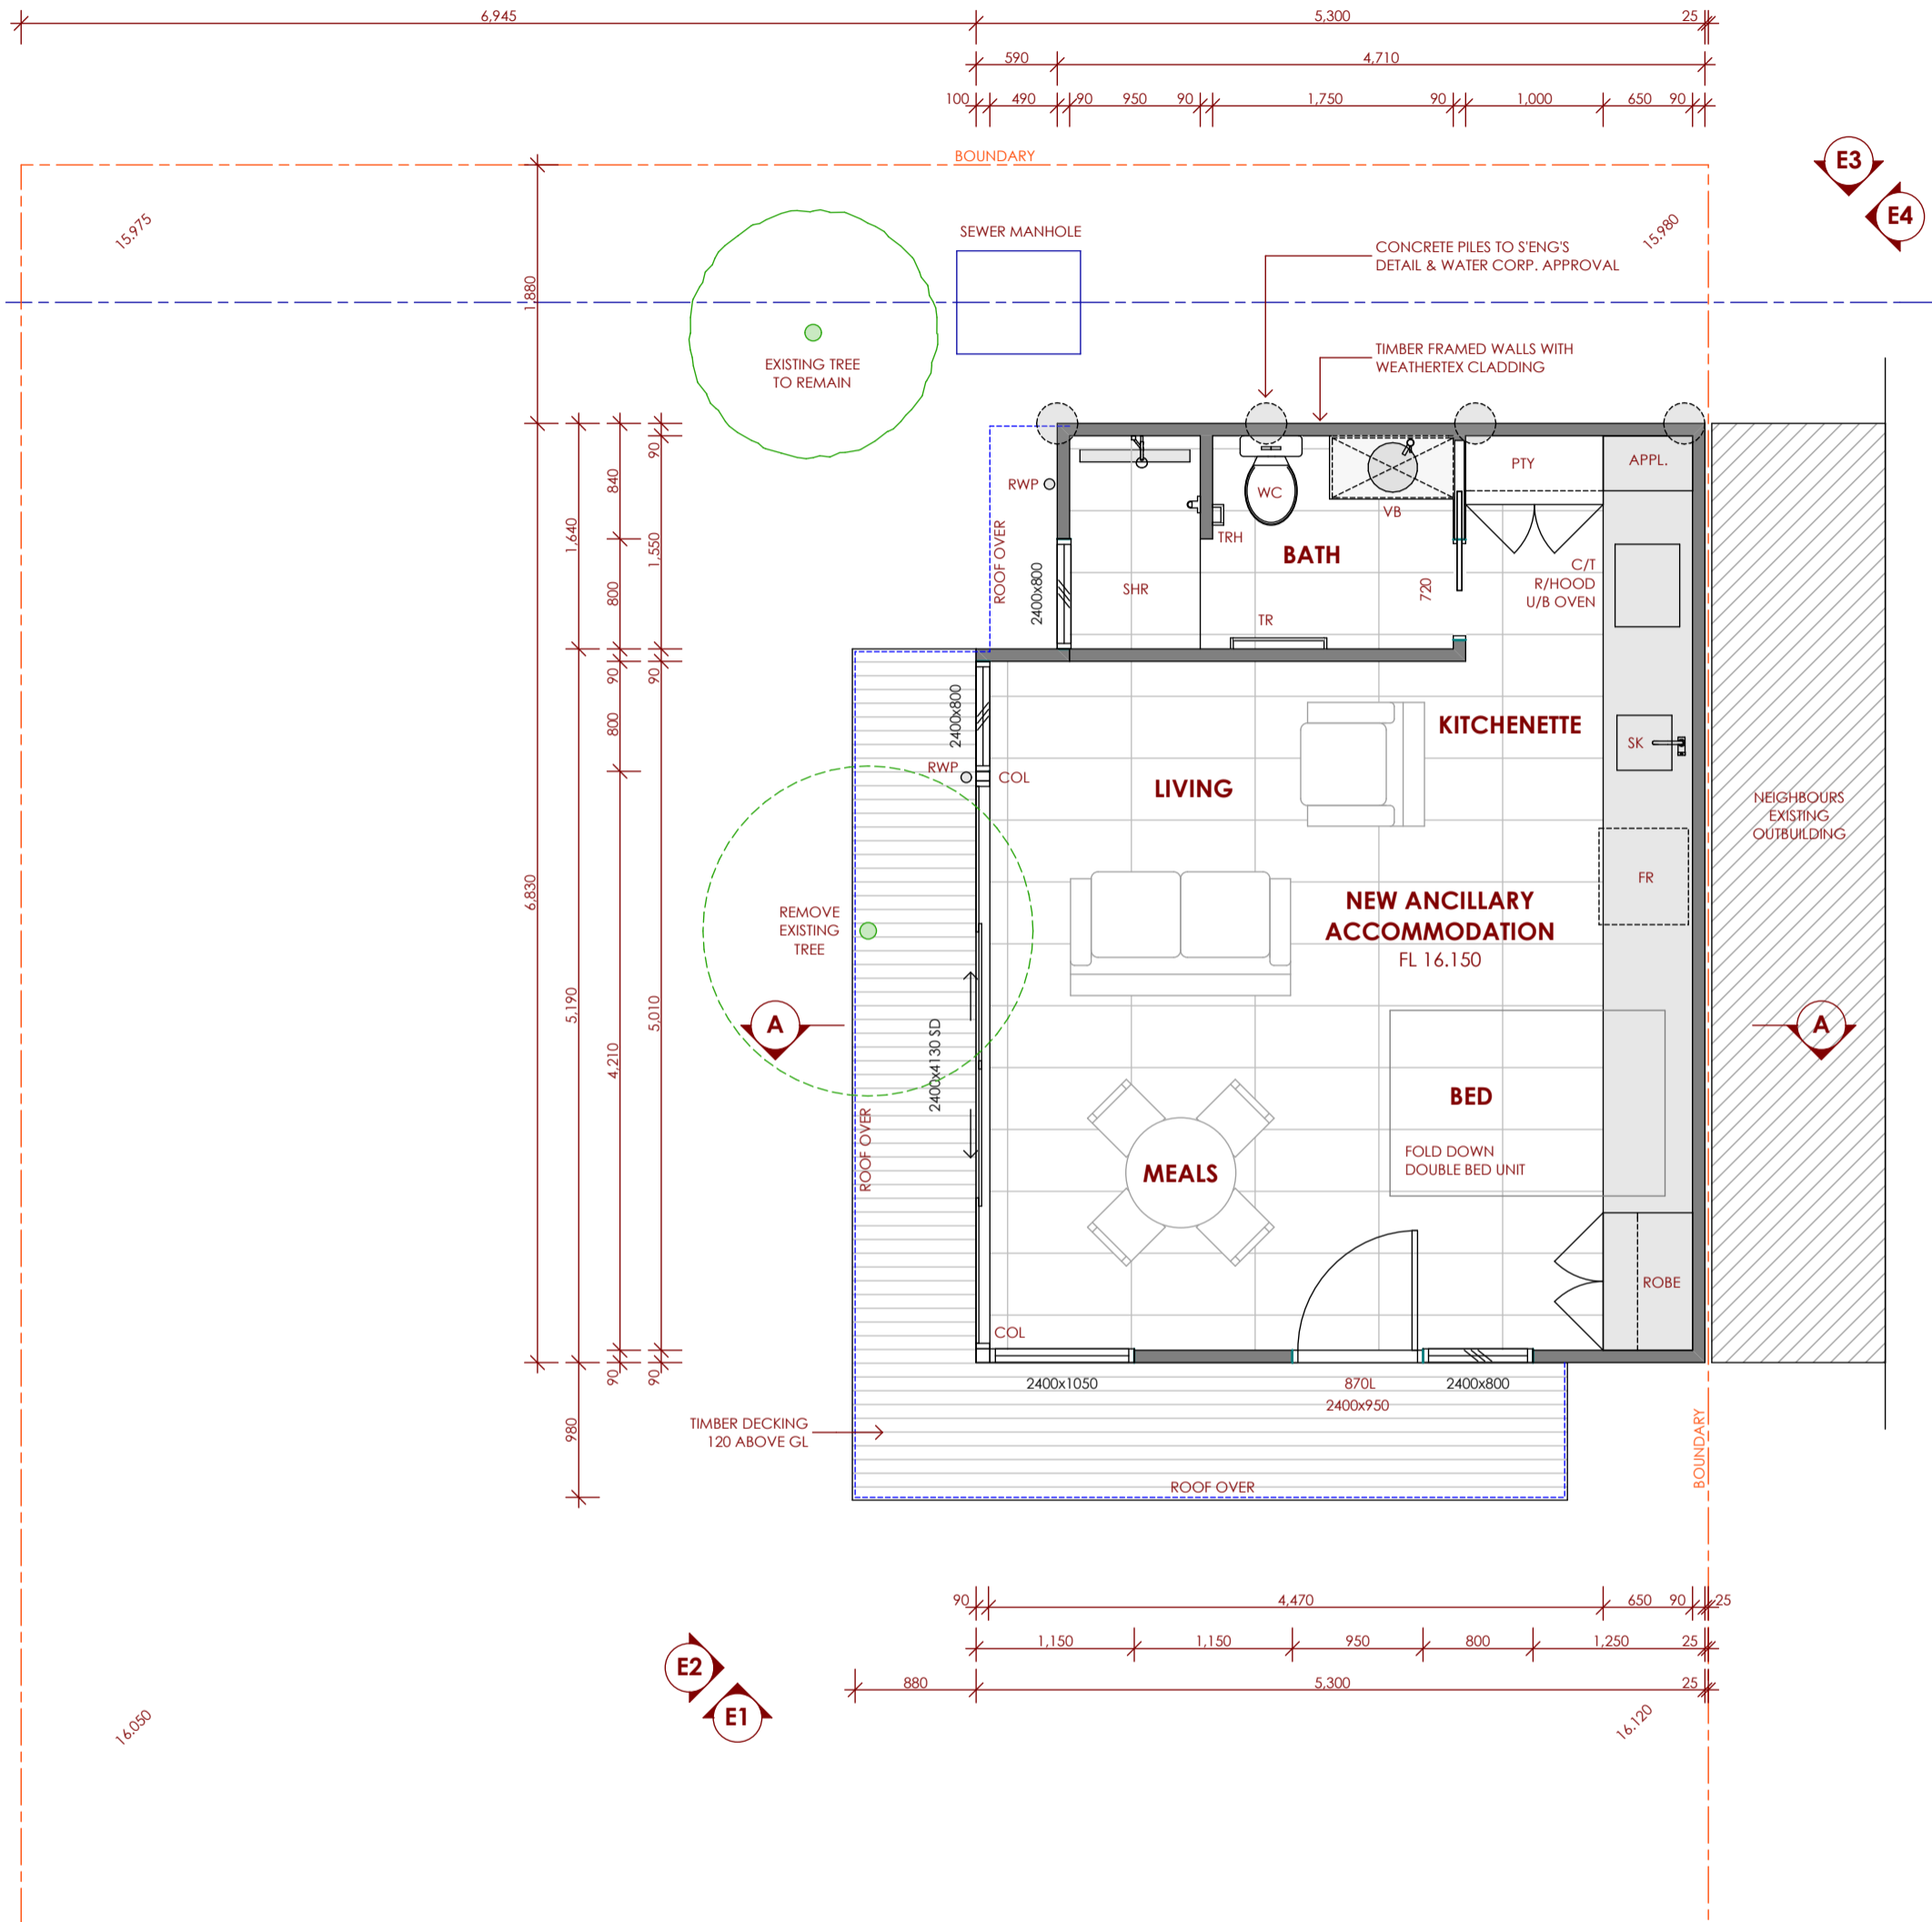 6,945
5,300
25
590
4,710
100
490
90
950
90
1,750
90
1,000
650
90
BOUNDARY
E3
E4
15.975
15.980
SEWER MANHOLE
CONCRETE PILES TO S'ENG'S
DETAIL & WATER CORP. APPROVAL
1,880
EXISTING TREE
TO REMAIN
TIMBER FRAMED WALLS WITH
WEATHERTEX CLADDING
90
840
1,640
1,550
800
RWP
ROOF OVER
2400x800
SHR
TRH
WC
VB
BATH
TR
720
PTY
APPL.
C/T
R/HOOD
U/B OVEN
90
90
800
2400x800
RWP
COL
LIVING
KITCHENETTE
SK
NEIGHBOURS
EXISTING
OUTBUILDING
FR
6,830
REMOVE
EXISTING
TREE
NEW ANCILLARY
ACCOMMODATION
FL 16.150
5,190
5,010
4,210
A
2400x4130 SD
A
ROOF OVER
BED
FOLD DOWN
DOUBLE BED UNIT
MEALS
ROBE
COL
90
90
980
2400x1050
870L
2400x950
2400x800
TIMBER DECKING
120 ABOVE GL
BOUNDARY
ROOF OVER
90
4,470
650
90
25
1,150
1,150
950
800
1,250
25
880
5,300
25
E2
E1
16.050
16.120